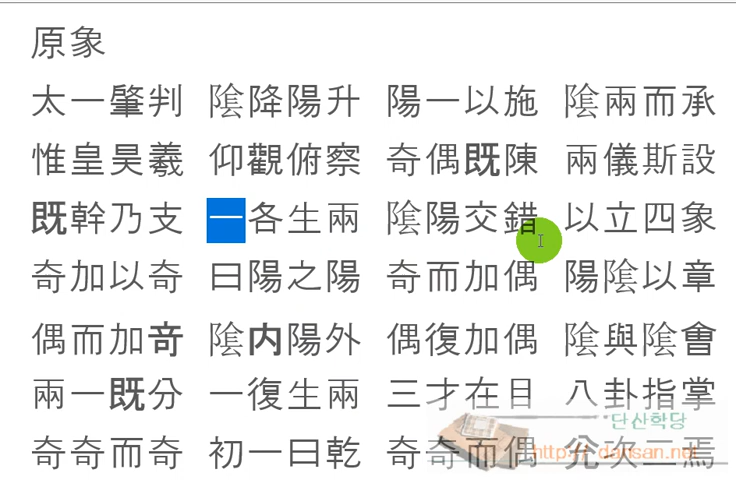 原象
太一肇判 陰降陽升 陽一以施 陰兩而承
惟皇昊羲 仰觀俯察 奇偶既陳 兩儀斯設
既幹乃支 一各生兩 陰陽交錯 以立四象
奇加以奇 曰陽之陽 奇而加偶 陽陰以章
偶而加奇 陰内陽外 偶復加偶 陰與陰會
兩一既分 一復生兩 三才在目 八卦指掌
奇奇而奇 初一曰乾 奇奇而偶 兊次二焉
단산학당
http://dansan.net